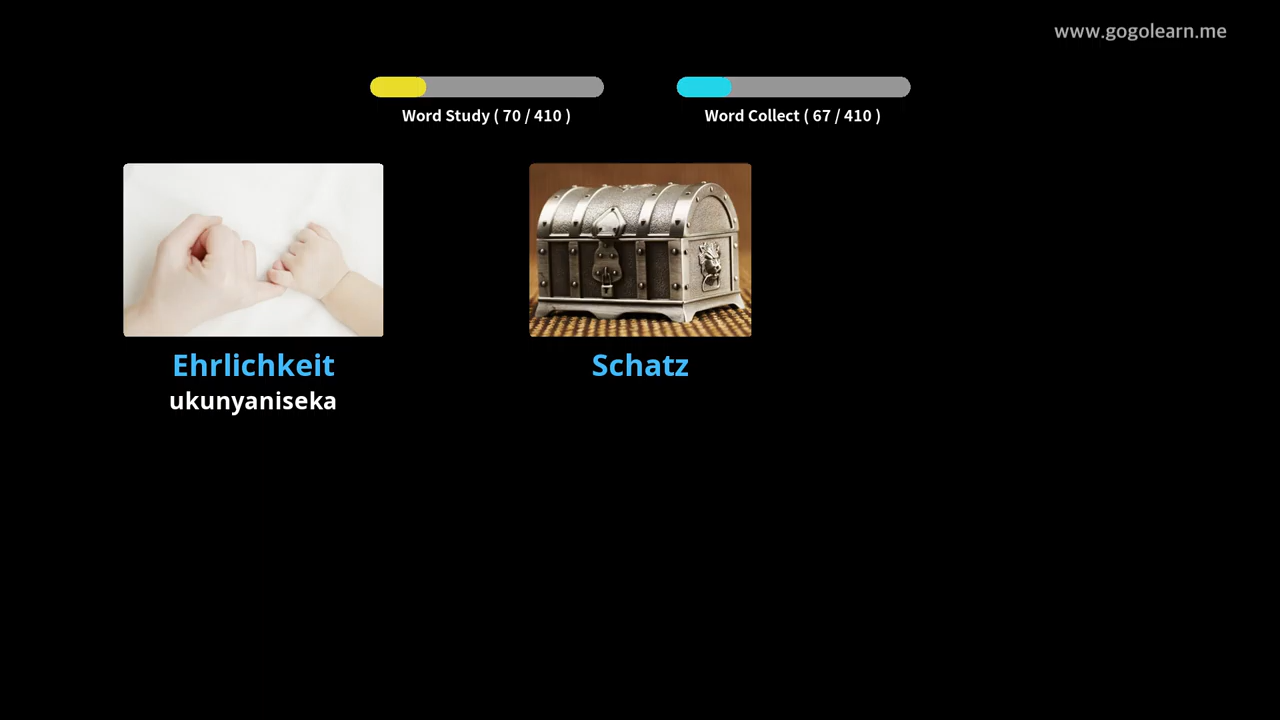 www.gogolearn.me
Word Study ( 70 / 410 )
Word Collect ( 67 / 410 )
Ehrlichkeit
ukunyaniseka
Schatz